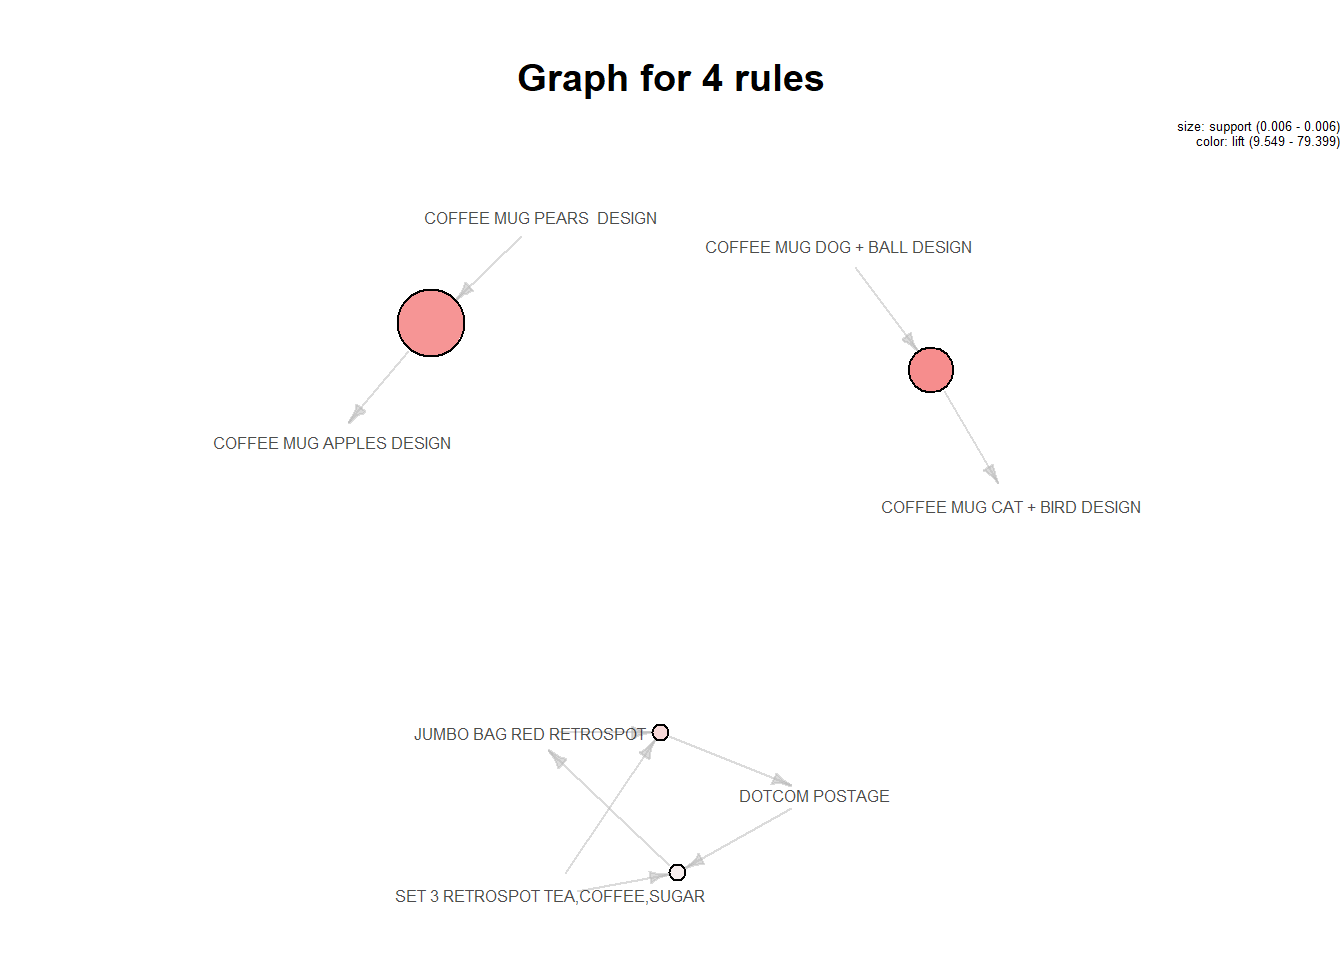 Graph for 4 rules
size: support (0.006 - 0.006)
color: lift (9.549 - 79.399)
COFFEE MUG PEARS  DESIGN
COFFEE MUG DOG + BALL DESIGN
COFFEE MUG APPLES DESIGN
COFFEE MUG CAT + BIRD DESIGN
JUMBO BAG RED RETROSPOT
DOTCOM POSTAGE
SET 3 RETROSPOT TEA,COFFEE,SUGAR